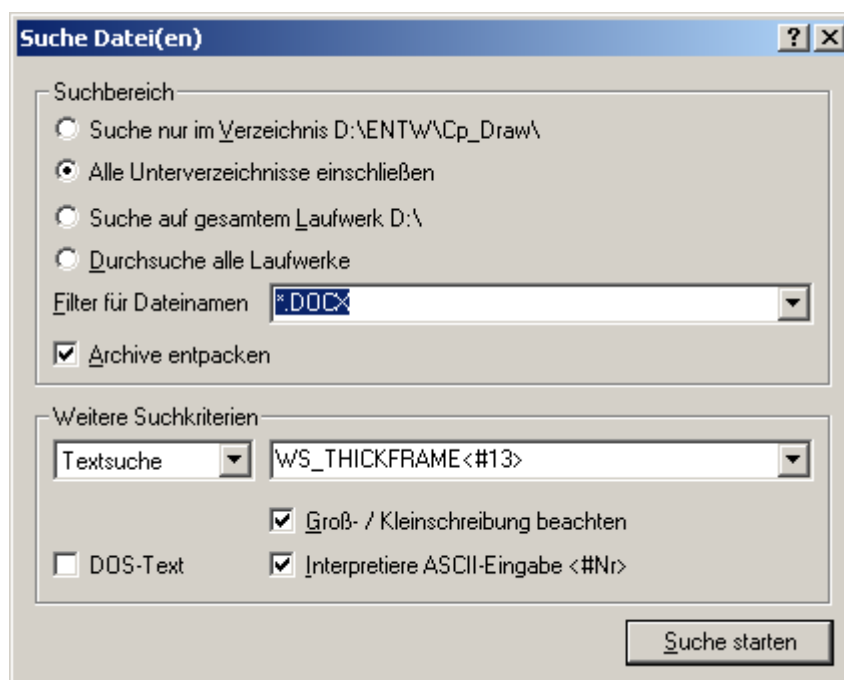 Suche Datei(en)
Suchbereich
Suche nur im Verzeichnis D:\ENTW\Cp_Draw\
Alle Unterverzeichnisse einschließen
Suche auf gesamtem Laufwerk D:\
Durchsuche alle Laufwerke
Filter für Dateinamen *.DOCX
Archive entpacken
Weitere Suchkriterien
Textsuche WS_THICKFRAME<#13>
Groß- / Kleinschreibung beachten
DOS-Text Interpretiere ASCII-Eingabe <#Nr>
Suche starten